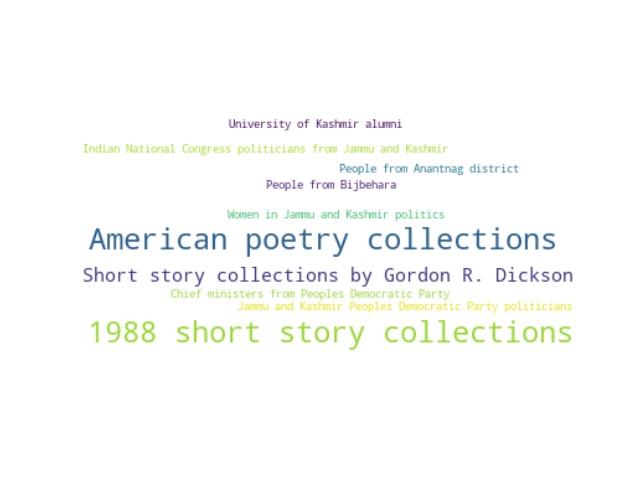 University of Kashmir alumni
Indian National Congress politicians from Jammu and Kashmir
People from Anantnag district
People from Bijbehara
Women in Jammu and Kashmir politics
American poetry collections
Short story collections by Gordon R. Dickson
Chief ministers from Peoples Democratic Party
Jammu and Kashmir Peoples Democratic Party politicians
1988 short story collections